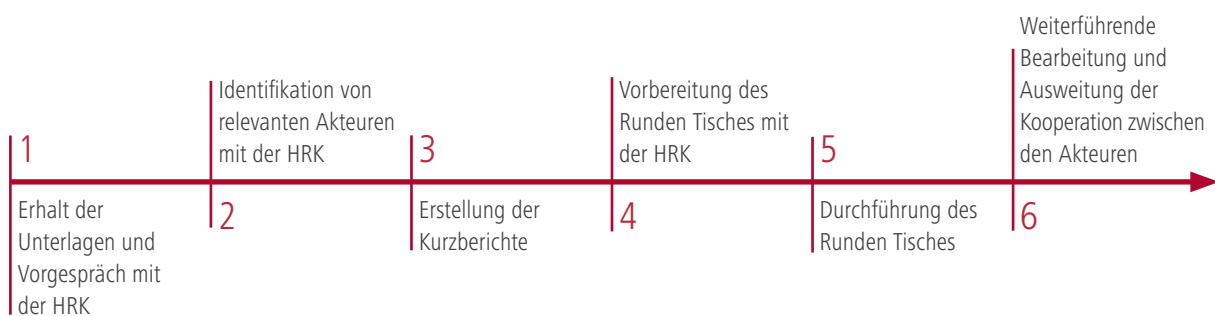 1
Erhalt der
Unterlagen und
Vorgespräch mit
der HRK
Identifikation von
relevanten Akteuren
mit der HRK
2
3
Erstellung der
Kurzberichte
Vorbereitung des
Runden Tisches mit
der HRK
4
5
Durchführung des
Runden Tisches
Weiterführende
Bearbeitung und
Ausweitung der
Kooperation zwischen
den Akteuren
6